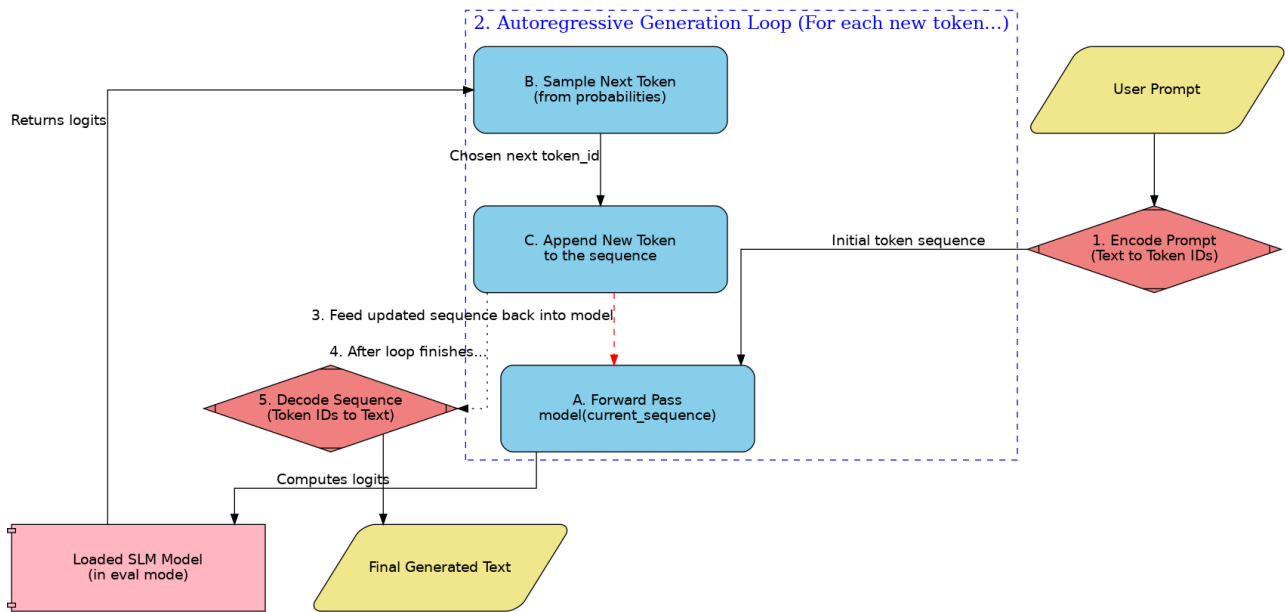 2. Autoregressive Generation Loop (For each new token...)
B. Sample Next Token
(from probabilities)
User Prompt
Returns logits
Chosen next token_id
C. Append New Token
to the sequence
Initial token sequence
1. Encode Prompt
(Text to Token IDs)
3. Feed updated sequence back into model
4. After loop finishes...
5. Decode Sequence
(Token IDs to Text)
A. Forward Pass
model(current_sequence)
Computes logits
Loaded SLM Model
(in eval mode)
Final Generated Text